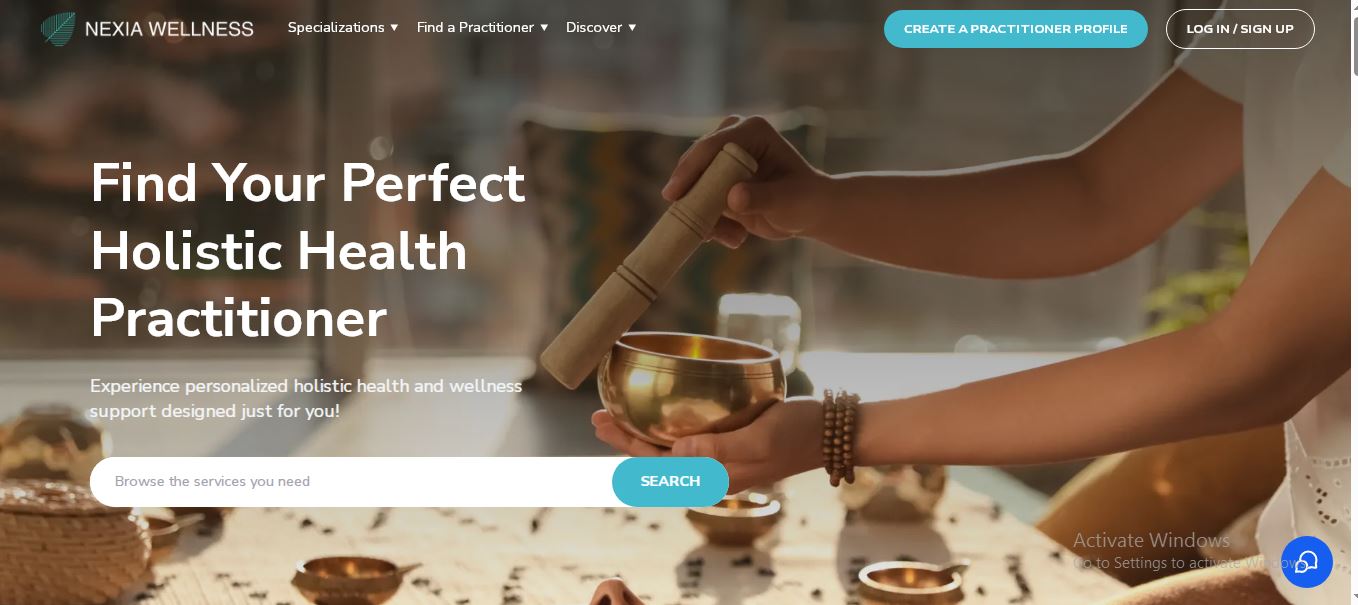 NEXIA WELLNESS
Specializations ▼
Find a Practitioner ▼
Discover ▼
CREATE A PRACTITIONER PROFILE
LOG IN / SIGN UP
Find Your Perfect
Holistic Health
Practitioner
Experience personalized holistic health and wellness
support designed just for you!
Browse the services you need
SEARCH
Activate Windows
Go to Settings to activate Windows.